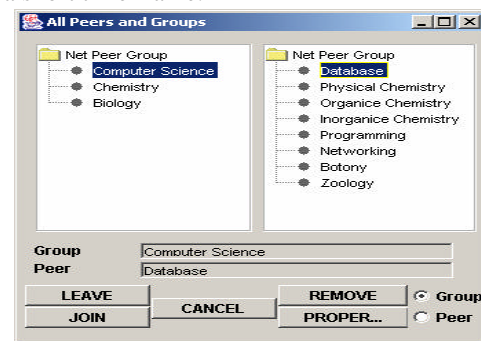 All Peers and Groups
Net Peer Group
Computer Science
Chemistry
Biology
Net Peer Group
Database
Physical Chemistry
Organice Chemistry
Inorganice Chemistry
Programming
Networking
Botony
Zoology
Group Computer Science
Peer Database
LEAVE
JOIN
CANCEL
REMOVE
PROPER...
Group
Peer